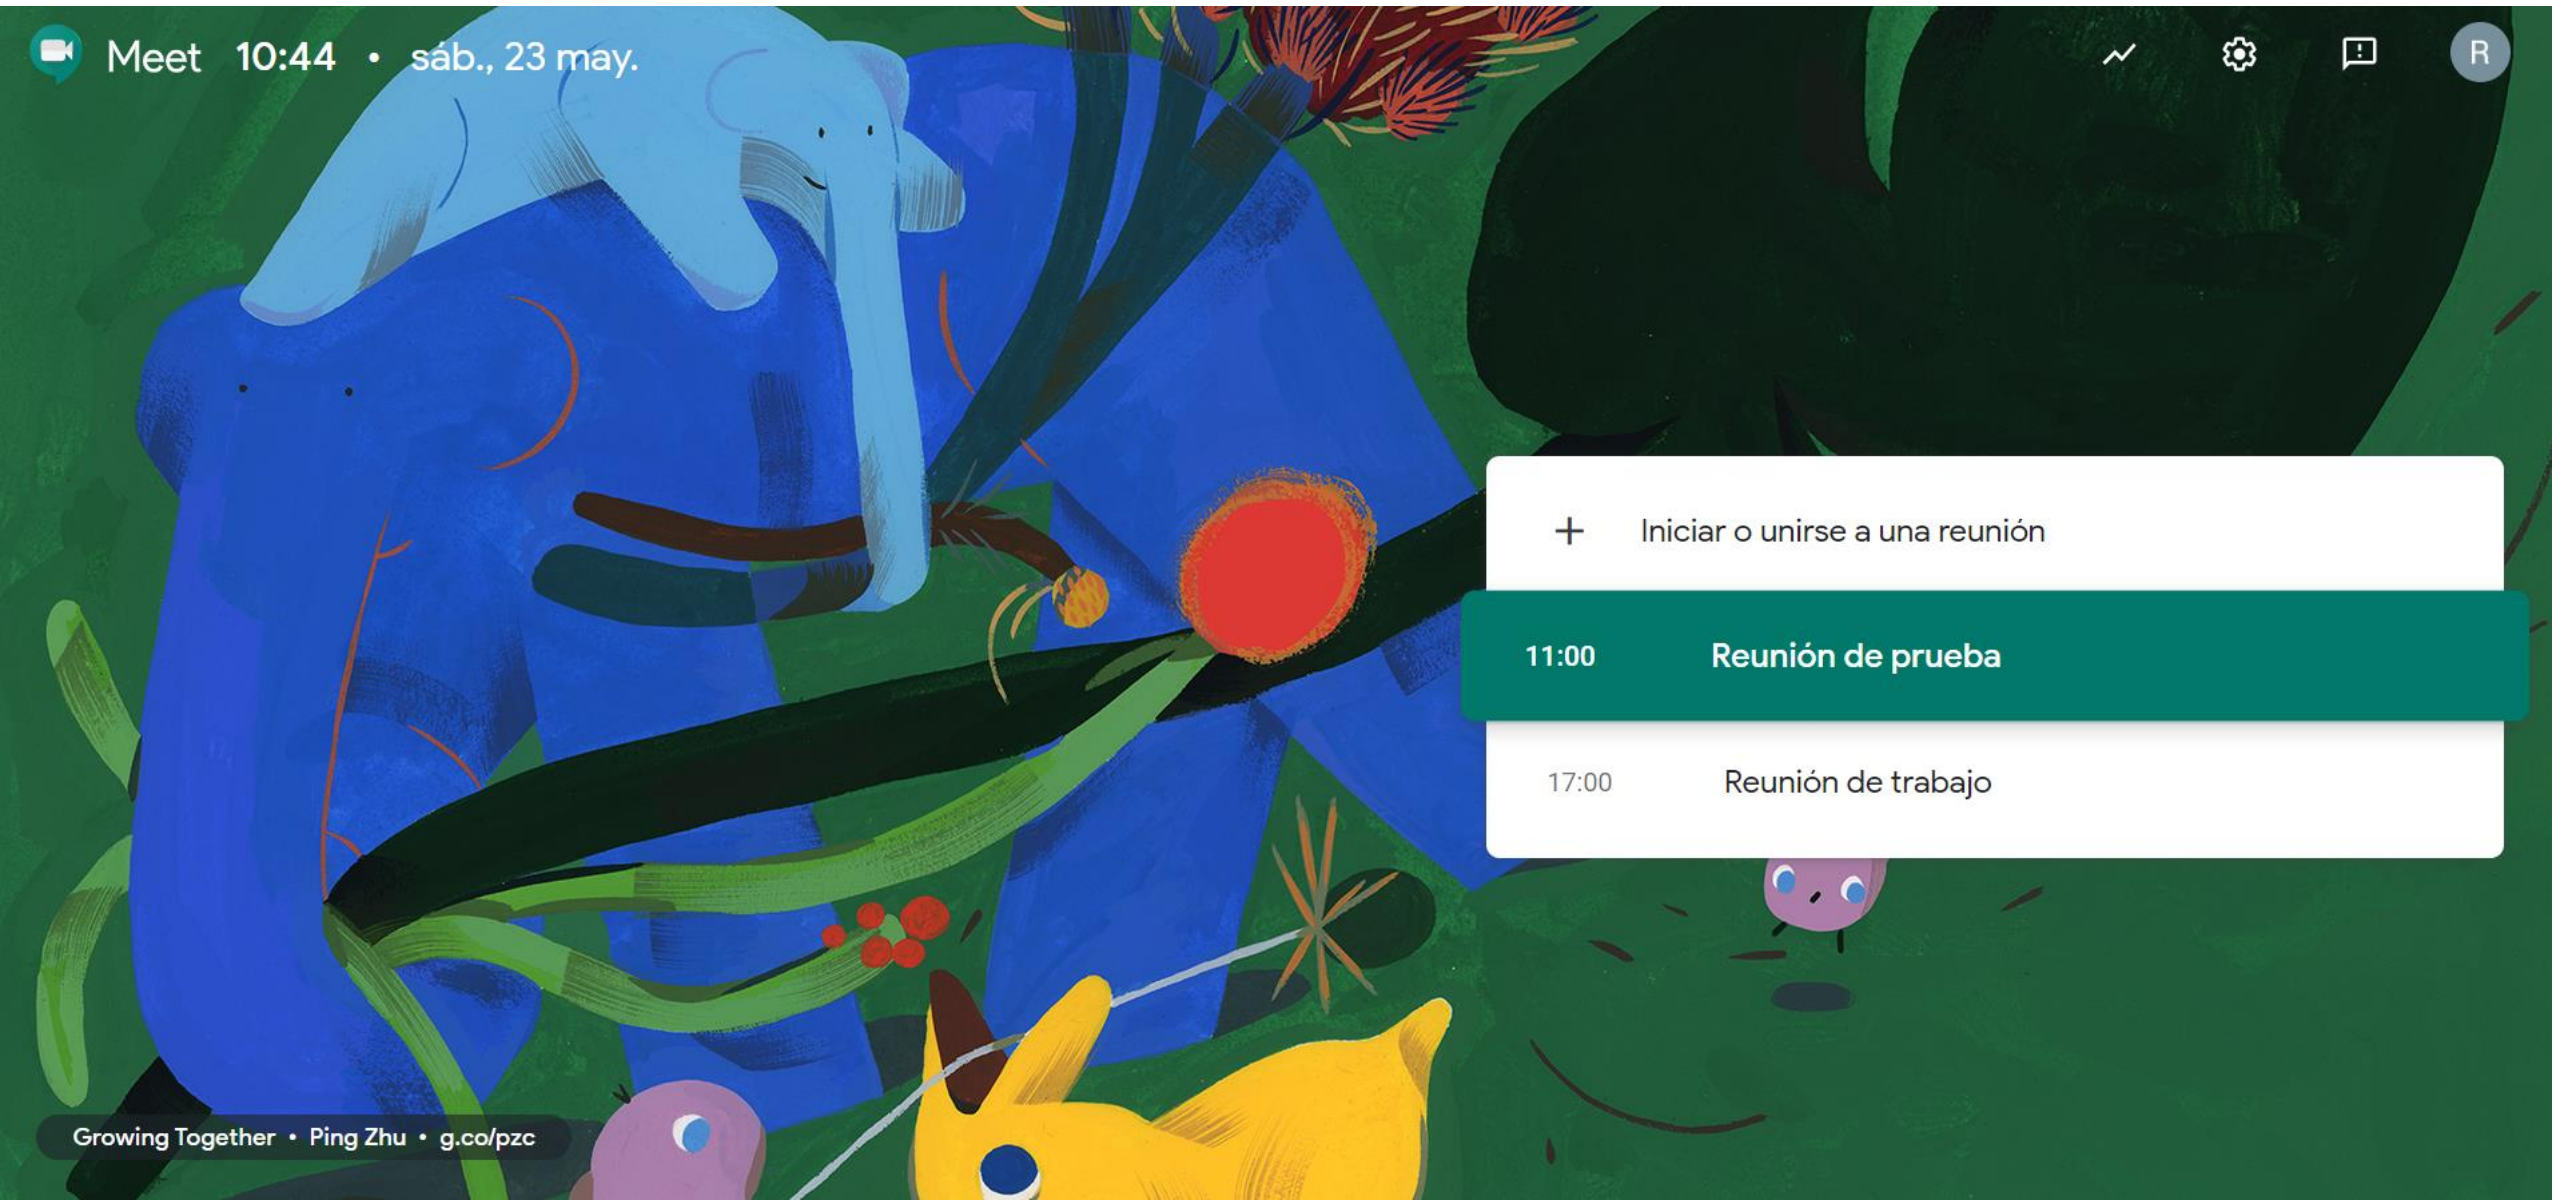 Meet 10:44 • sáb., 23 may.
R
Iniciar o unirse a una reunión
11:00 Reunión de prueba
17:00 Reunión de trabajo
Growing Together • Ping Zhu • g.co/pzc